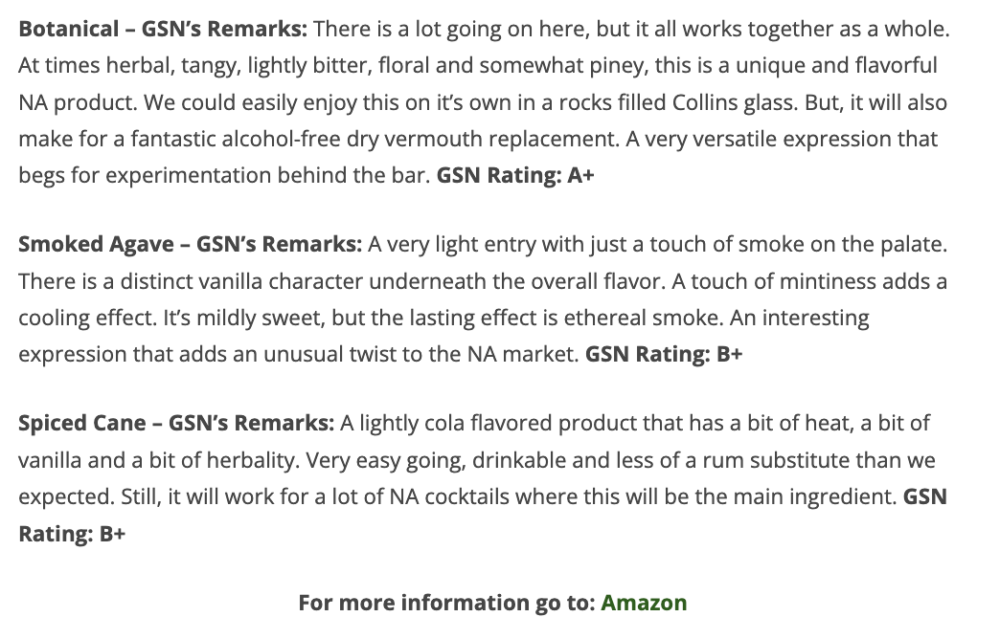 Botanical – GSN's Remarks: There is a lot going on here, but it all works together as a whole.
At times herbal, tangy, lightly bitter, floral and somewhat piney, this is a unique and flavorful
NA product. We could easily enjoy this on it's own in a rocks filled Collins glass. But, it will also
make for a fantastic alcohol-free dry vermouth replacement. A very versatile expression that
begs for experimentation behind the bar. GSN Rating: A+
Smoked Agave – GSN's Remarks: A very light entry with just a touch of smoke on the palate.
There is a distinct vanilla character underneath the overall flavor. A touch of mintiness adds a
cooling effect. It's mildly sweet, but the lasting effect is ethereal smoke. An interesting
expression that adds an unusual twist to the NA market. GSN Rating: B+
Spiced Cane – GSN's Remarks: A lightly cola flavored product that has a bit of heat, a bit of
vanilla and a bit of herbality. Very easy going, drinkable and less of a rum substitute than we
expected. Still, it will work for a lot of NA cocktails where this will be the main ingredient. GSN
Rating: B+
For more information go to: Amazon